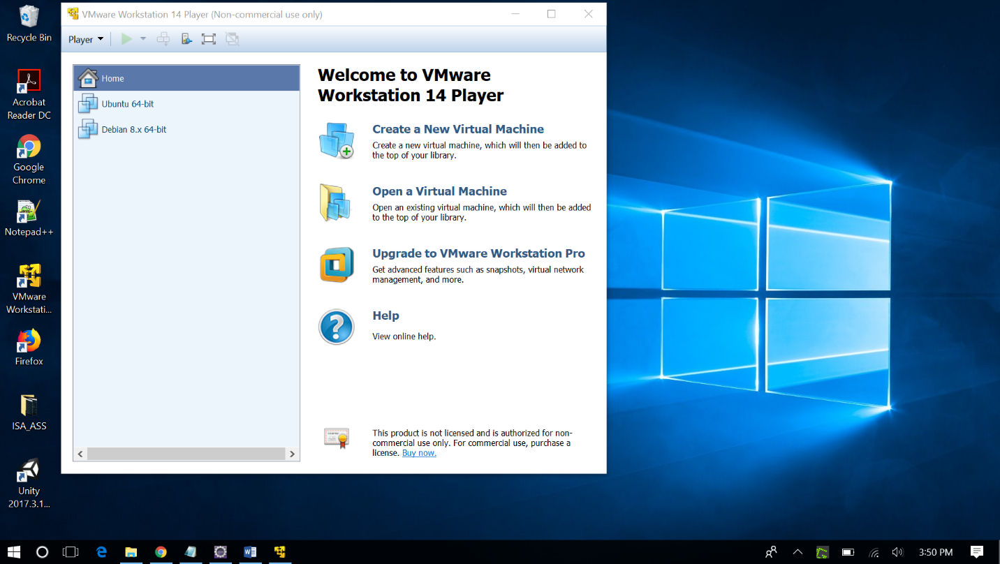 Recycle Bin
Acrobat
Reader DC
Google
Chrome
Notepad++
VMware
Workstati...
Firefox
ISA_ASS
Unity
2017.3.1...
VMware Workstation 14 Player (Non-commercial use only)
Player
Home
Ubuntu 64-bit
Debian 8.x 64-bit
Welcome to VMware
Workstation 14 Player
Create a New Virtual Machine
Create a new virtual machine, which will then be added to
the top of your library.
Open a Virtual Machine
Open an existing virtual machine, which will then be added
to the top of your library.
Upgrade to VMware Workstation Pro
Get advanced features such as snapshots, virtual network
management, and more.
Help
View online help.
This product is not licensed and is authorized for non-
commercial use only. For commercial use, purchase a
license. Buy now.
3:50 PM